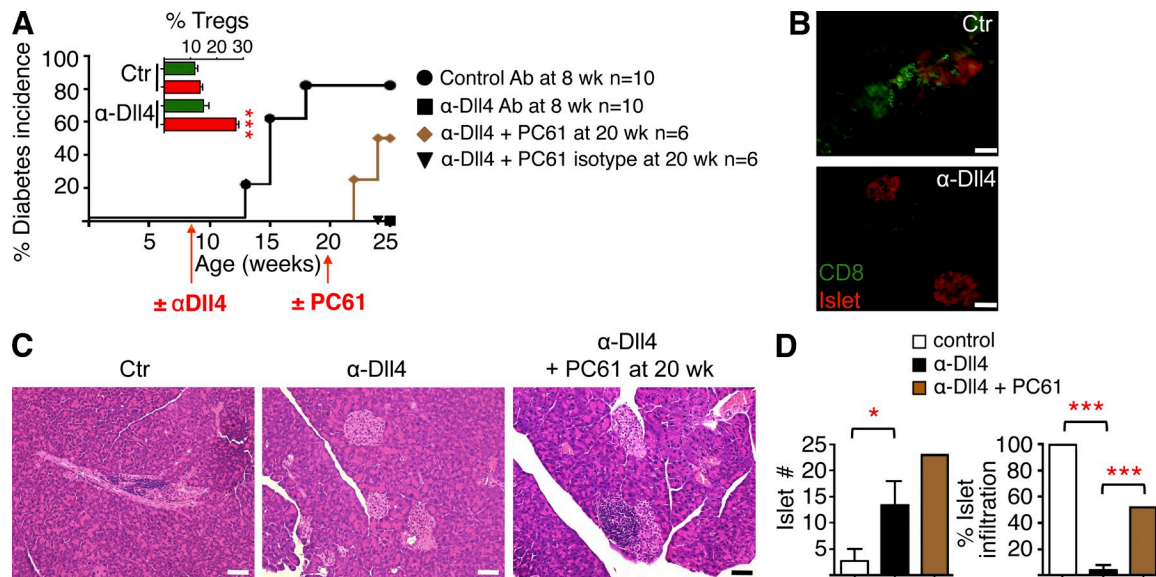 A
% Tregs
10 20 30
Ctr
α-Dll4
***
% Diabetes incidence
100
80
60
40
20
5 10 15 20 25
Age (weeks)
± αDll4
± PC61
Control Ab at 8 wk n=10
α-Dll4 Ab at 8 wk n=10
α-Dll4 + PC61 at 20 wk n=6
α-Dll4 + PC61 isotype at 20 wk n=6
B
Ctr
α-Dll4
CD8
Islet
C
Ctr
α-Dll4
α-Dll4
+ PC61 at 20 wk
D
control
α-Dll4
α-Dll4 + PC61
*
Islet #
25
20
15
10
5
***
***
% Islet
infiltration
100
80
60
40
20